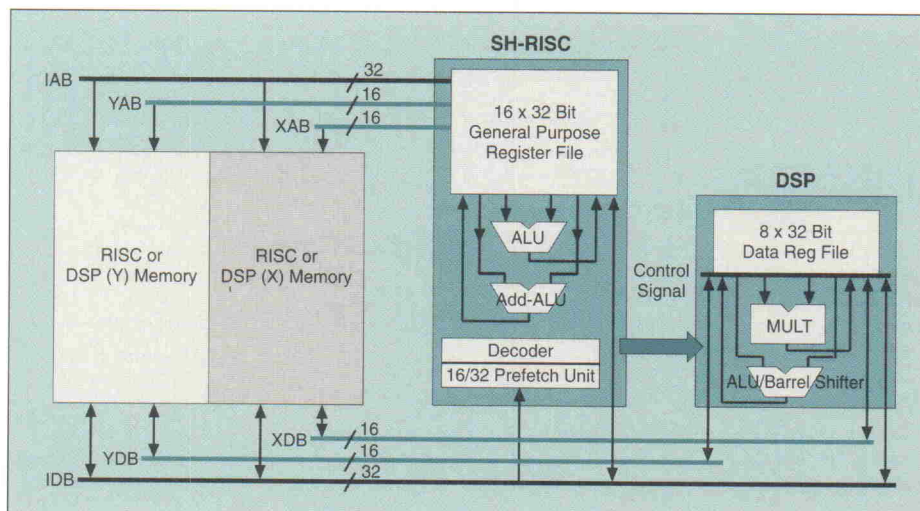 SH-RISC
IAB
32
YAB
16
XAB
16
16 x 32 Bit
General Purpose
Register File
DSP
RISC or
DSP (Y) Memory
RISC or
DSP (X) Memory
ALU
Add-ALU
8 x 32 Bit
Data Reg File
Control
Signal
MULT
Decoder
16/32 Prefetch Unit
ALU/Barrel Shifter
XDB
16
YDB
16
IDB
32